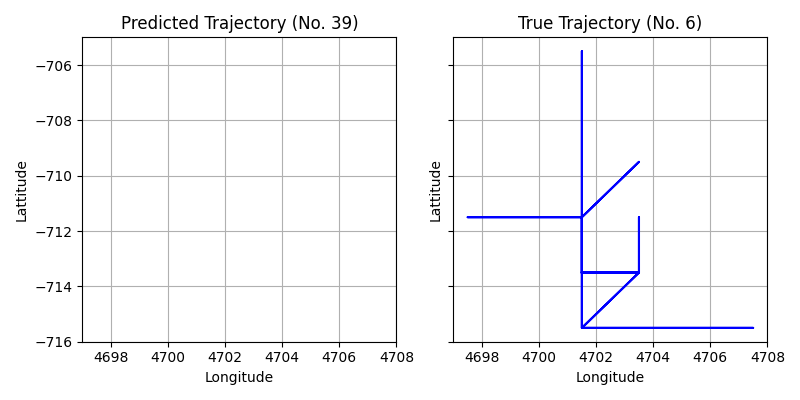 Predicted Trajectory (No. 39)
True Trajectory (No. 6)
Lattitude
−706
−708
−710
−712
−714
−716
4698 4700 4702 4704 4706 4708
Longitude
Lattitude
4698 4700 4702 4704 4706 4708
Longitude